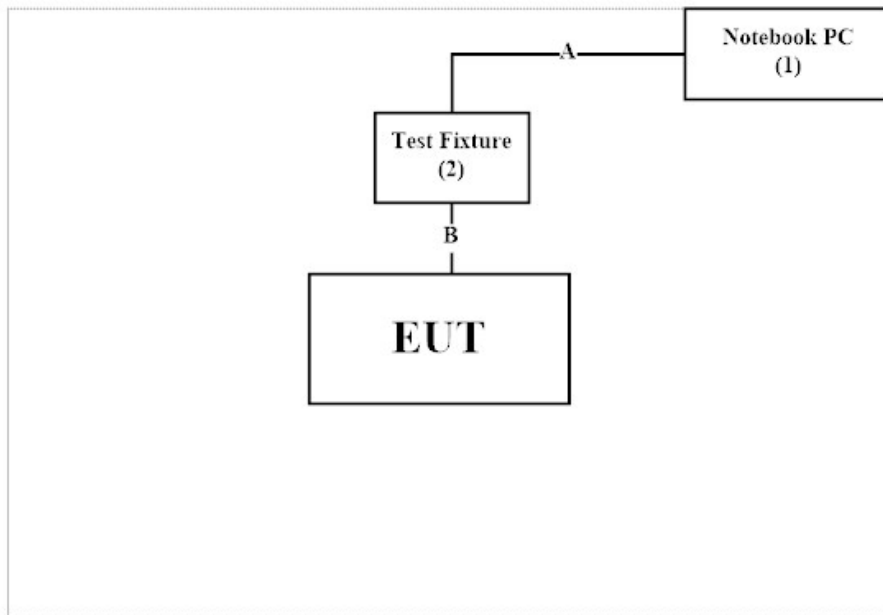 Notebook PC
(1)
A
Test Fixture
(2)
B
EUT